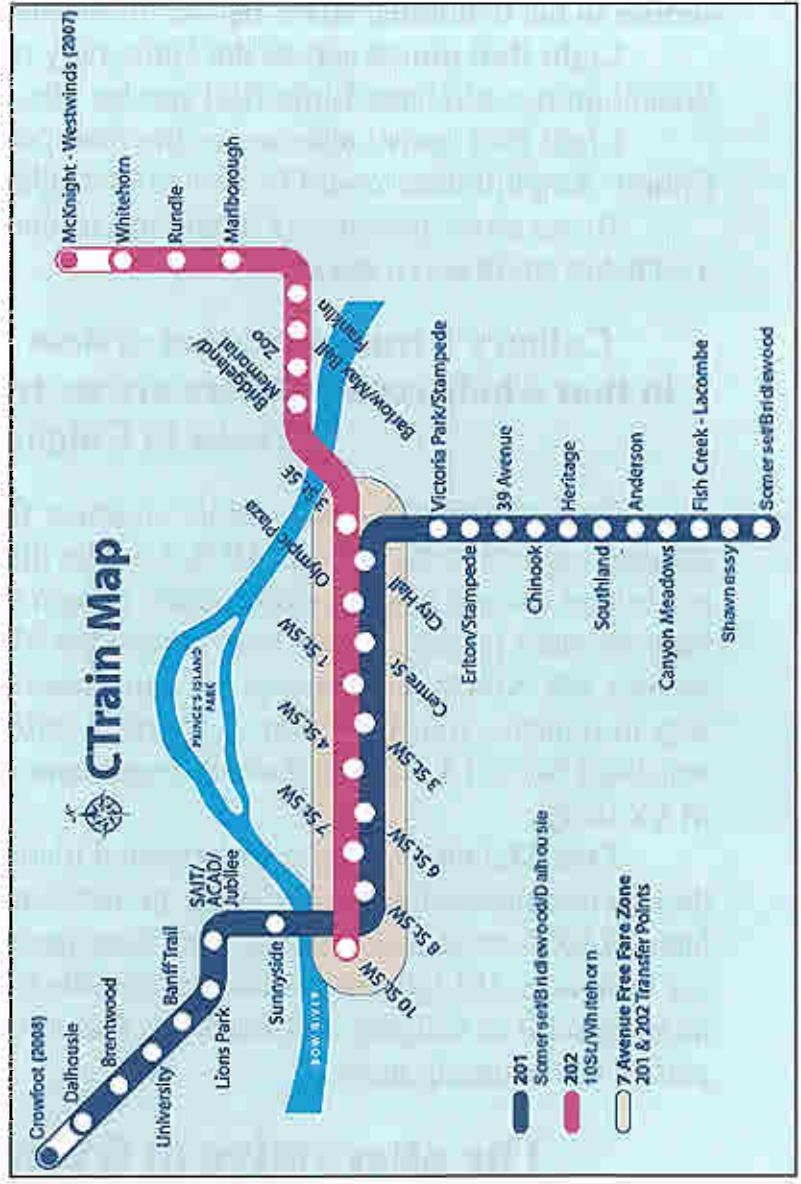 CTrain Map
N
Crowfoot (2008)
Dalhousie
Brentwood
University
Banff Trail
Lions Park
SAIT/
ACAD/
Jubilee
Sunnyside
BOW RIVER
PRINCE'S ISLAND
PARK
10 St. SW
8 St. SW
7 St. SW
6 St. SW
4 St. SW
3 St. SW
1 St. SW
Centre St
Olympic Plaza
City Hall
3 St. SE
Bridgeland/
Memorial
Zoo
Barlow/Max Bell
Franklin
Marlborough
Rundle
Whitehorn
McKnight - Westwinds (2007)
Victoria Park/Stampede
Erlton/Stampede
39 Avenue
Chinook
Heritage
Southland
Anderson
Canyon Meadows
Fish Creek - Lacombe
Shawnessy
Somerset/Bridlewood
201
Somerset/Bridlewood/Dalhousie
202
10St/Whitehorn
7 Avenue Free Fare Zone
201 & 202 Transfer Points